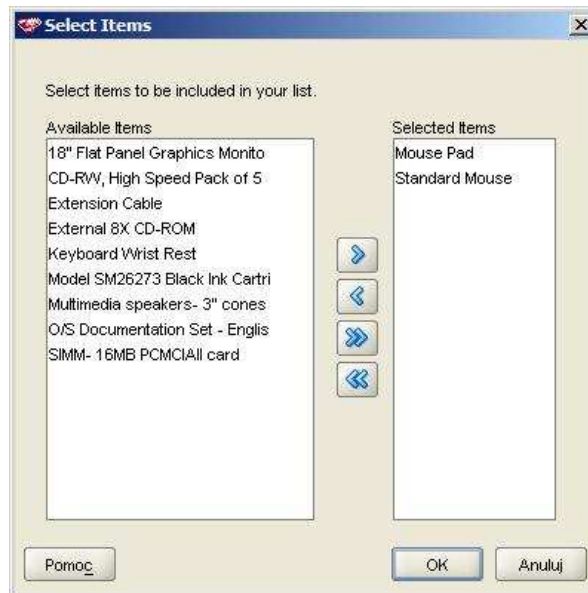 Select Items
Select items to be included in your list.
Available Items
18" Flat Panel Graphics Monito
CD-RW, High Speed Pack of 5
Extension Cable
External 8X CD-ROM
Keyboard Wrist Rest
Model SM26273 Black Ink Cartri
Multimedia speakers- 3" cones
O/S Documentation Set - Englis
SIMM- 16MB PCMCIAII card
Selected Items
Mouse Pad
Standard Mouse
Pomoc
OK
Anuluj